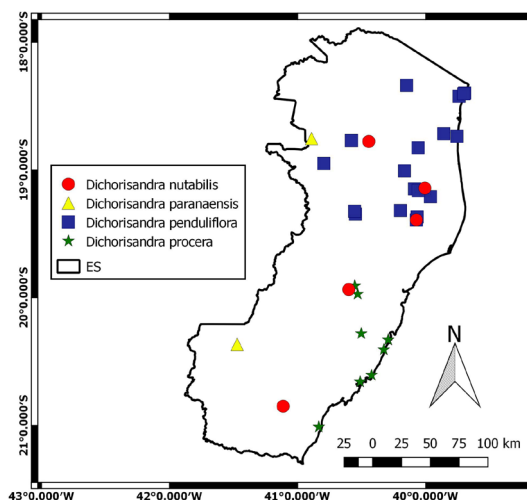 18°0.000'S
19°0.000'S
20°0.000'S
21°0.000'S
Dichorisandra nutabilis
Dichorisandra paranaensis
Dichorisandra penduliflora
Dichorisandra procera
ES
N
25 0 25 50 75 100 km
43°0.000'W 42°0.000'W 41°0.000'W 40°0.000'W